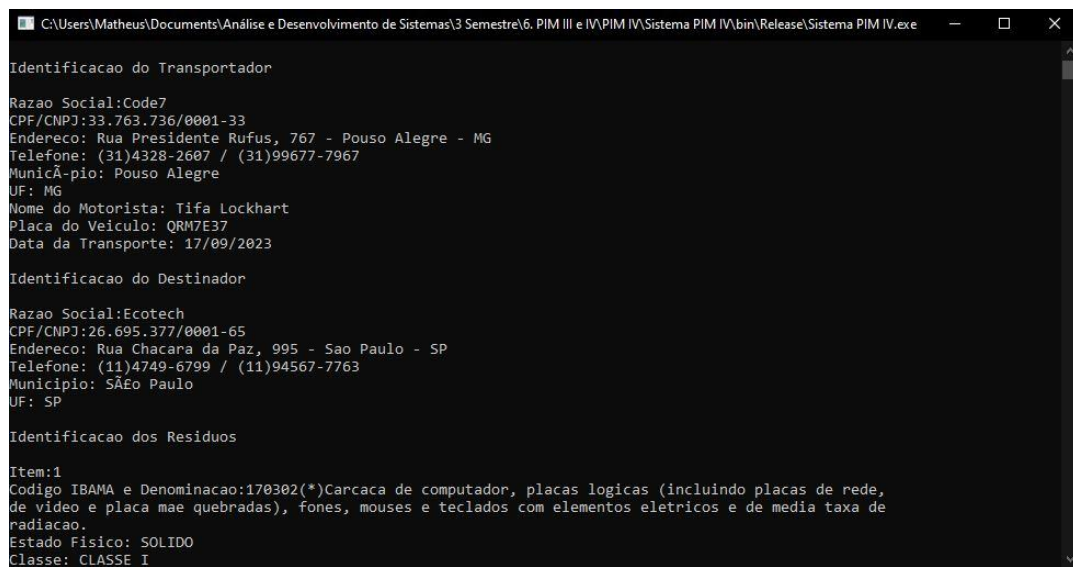 C:\Users\Matheus\Documents\Análise e Desenvolvimento de Sistemas\3 Semestre\6. PIM III e IV\PIM IV\Sistema PIM IV\bin\Release\Sistema PIM IV.exe
Identificacao do Transportador
Razao Social:Code7
CPF/CNPJ:33.763.736/0001-33
Endereco: Rua Presidente Rufus, 767 - Pouso Alegre - MG
Telefone: (31)4328-2607 / (31)99677-7967
MunicÃ-pio: Pouso Alegre
UF: MG
Nome do Motorista: Tifa Lockhart
Placa do Veiculo: QRM7E37
Data da Transporte: 17/09/2023
Identificacao do Destinador
Razao Social:Ecotech
CPF/CNPJ:26.695.377/0001-65
Endereco: Rua Chacara da Paz, 995 - Sao Paulo - SP
Telefone: (11)4749-6799 / (11)94567-7763
Municipio: SÃ£o Paulo
UF: SP
Identificacao dos Residuos
Item:1
Codigo IBAMA e Denominacao:170302(*)Carcaca de computador, placas logicas (incluindo placas de rede,
de video e placa mae quebradas), fones, mouses e teclados com elementos eletricos e de media taxa de
radiacao.
Estado Fisico: SOLIDO
Classe: CLASSE I